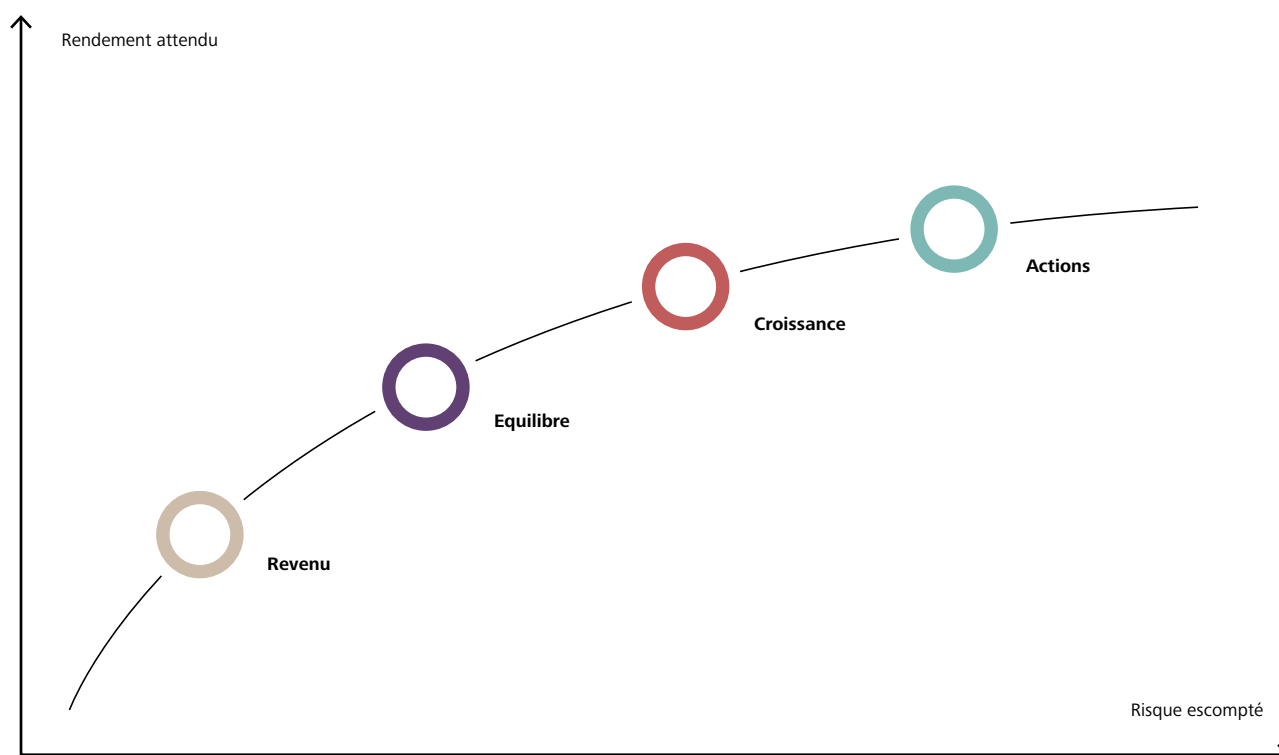 Rendement attendu
Actions
Croissance
Equilibre
Revenu
Risque escompté